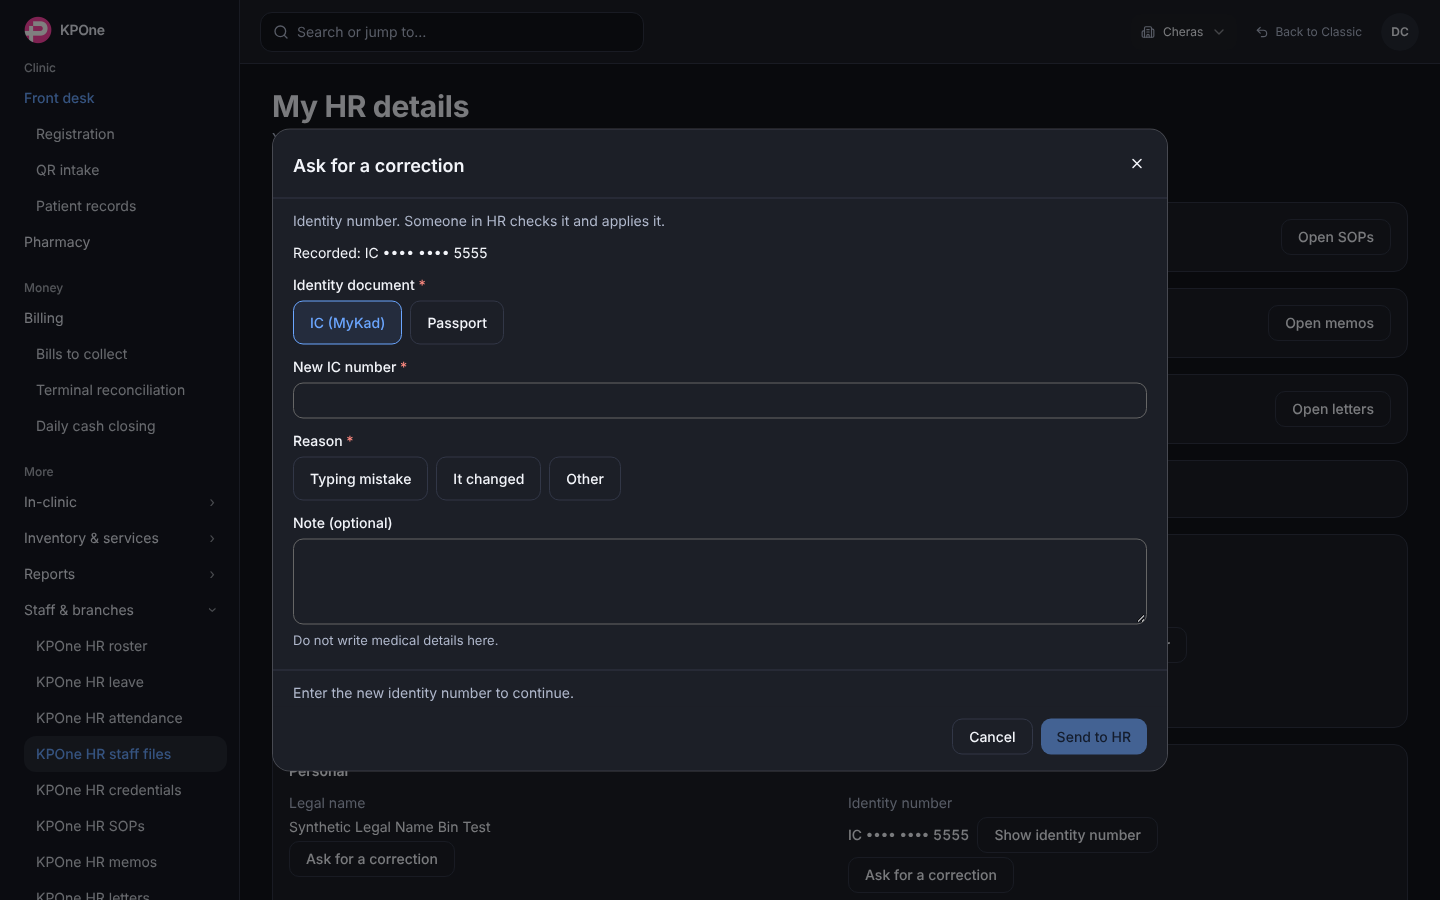 KPOne
Search or jump to...
Cheras
Back to Classic
DC
Clinic
Front desk
Registration
QR intake
Patient records
Pharmacy
Money
Billing
Bills to collect
Terminal reconciliation
Daily cash closing
More
In-clinic
Inventory & services
Reports
Staff & branches
KPOne HR roster
KPOne HR leave
KPOne HR attendance
KPOne HR staff files
KPOne HR credentials
KPOne HR SOPs
KPOne HR memos
KPOne HR letters
My HR details
Open SOPs
Open memos
Open letters
Ask for a correction
Identity number. Someone in HR checks it and applies it.
Recorded: IC •••• •••• 5555
Identity document *
IC (MyKad)
Passport
New IC number *
Reason *
Typing mistake
It changed
Other
Note (optional)
Do not write medical details here.
Enter the new identity number to continue.
Cancel
Send to HR
Personal
Legal name
Synthetic Legal Name Bin Test
Ask for a correction
Identity number
IC •••• •••• 5555
Show identity number
Ask for a correction